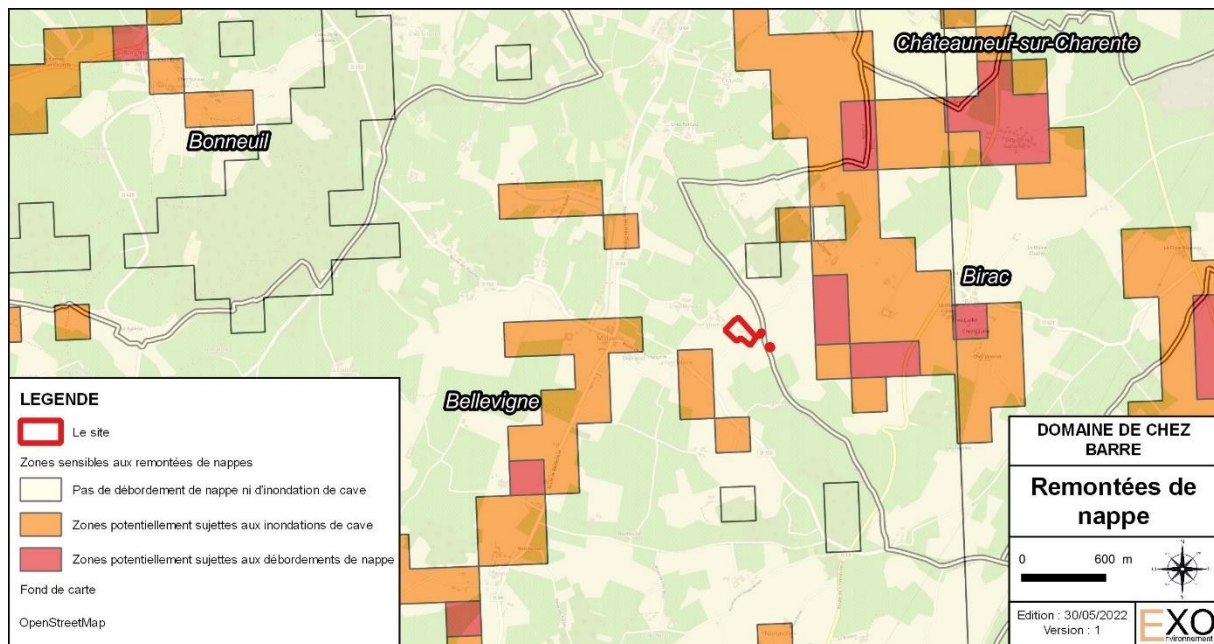 Châteauneuf-sur-Charente
Bonneuil
Birac
Bellevigne
LEGENDE
Le site
Zones sensibles aux remontées de nappes
Pas de débordement de nappe ni d'inondation de cave
Zones potentiellement sujettes aux inondations de cave
Zones potentiellement sujettes aux débordements de nappe
Fond de carte
OpenStreetMap
DOMAINE DE CHEZ
BARRE
Remontées de
nappe
0 600 m
Edition : 30/05/2022
Version : 1
EXO
Environnement